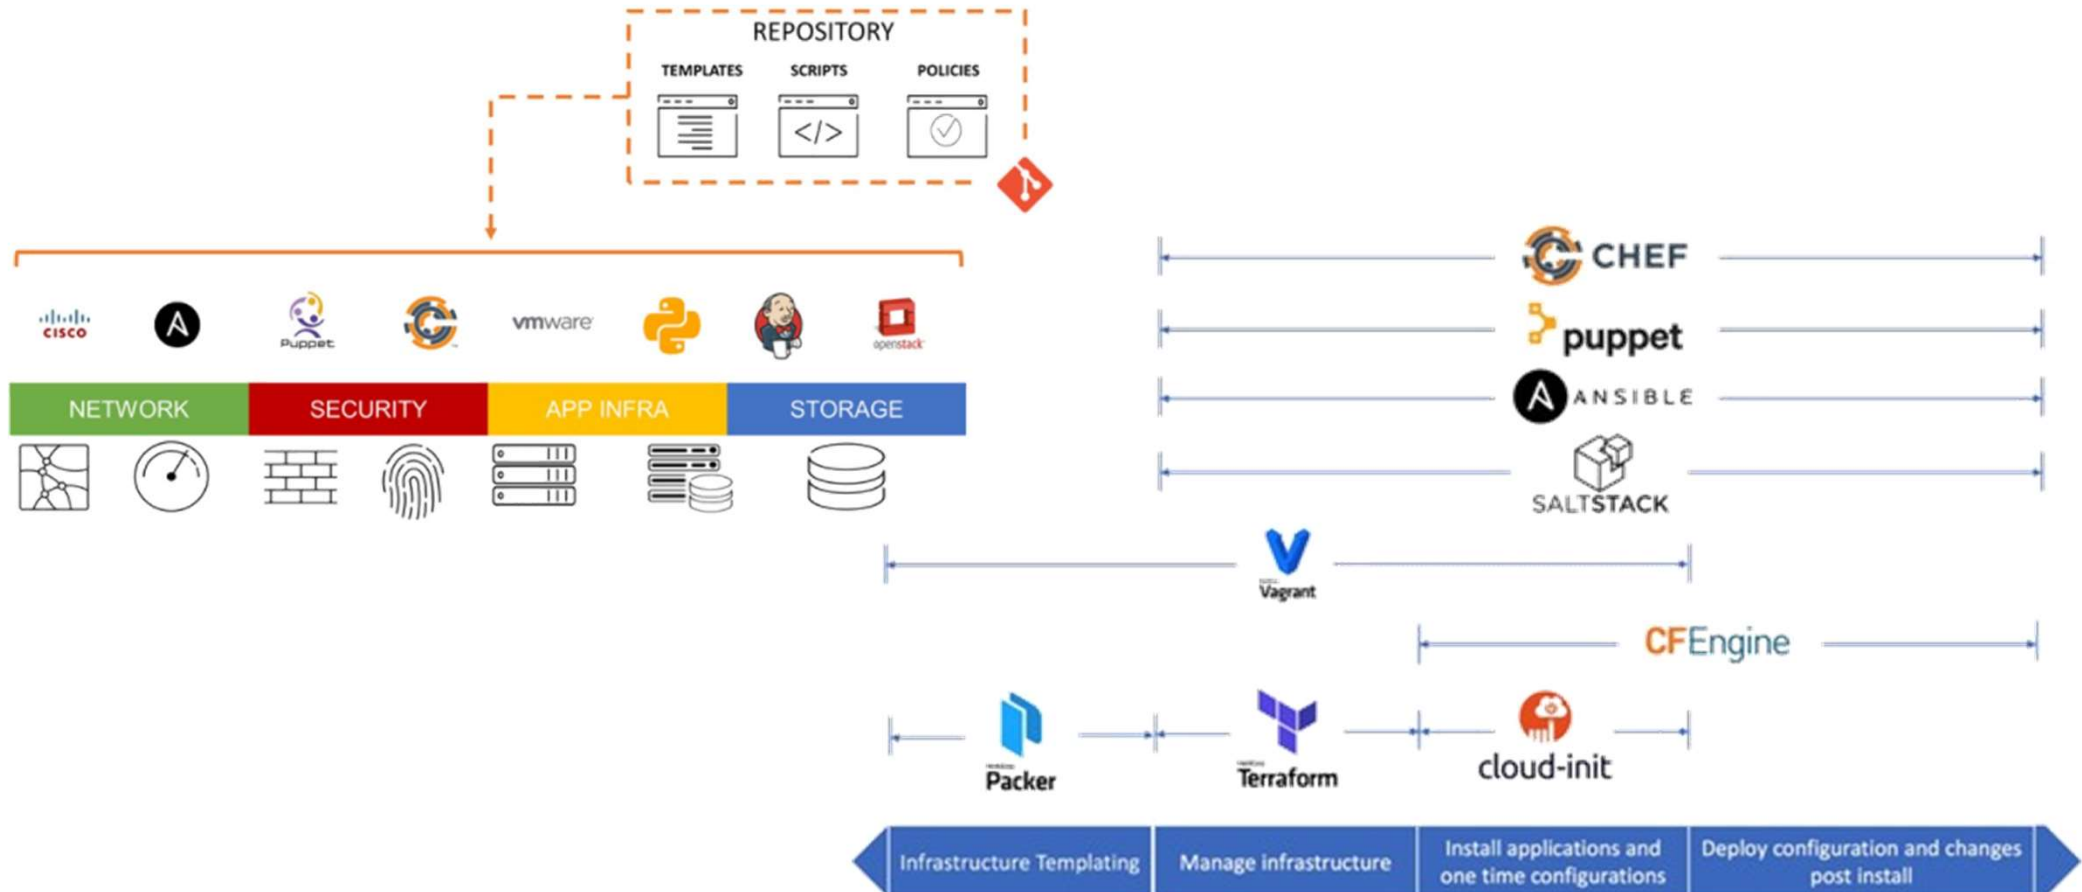 REPOSITORY
TEMPLATES SCRIPTS POLICIES
</>
CISCO Puppet vmware openstack
NETWORK SECURITY APP INFRA STORAGE
CHEF
puppet
ANSIBLE
SALTSTACK
Vagrant
CFEngine
Packer Terraform cloud-init
Infrastructure Templating
Manage infrastructure
Install applications and
one time configurations
Deploy configuration and changes
post install